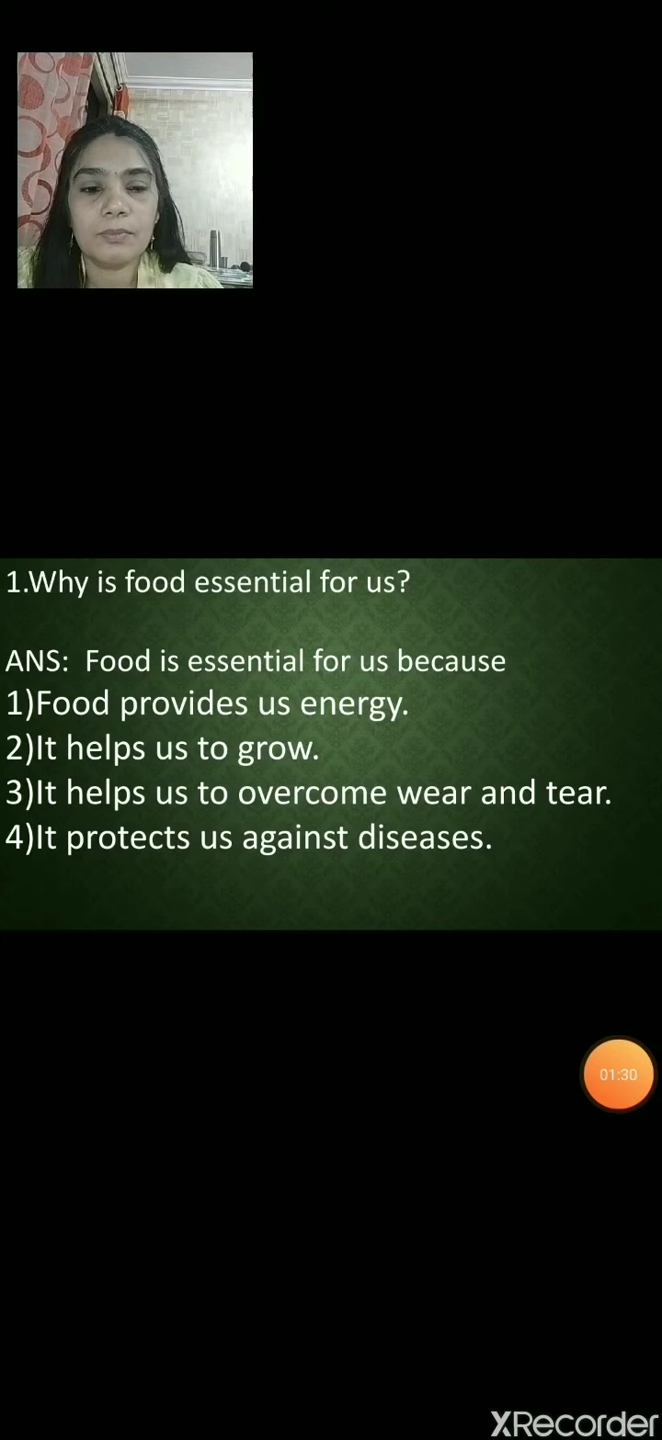 1.Why is food essential for us?
ANS:  Food is essential for us because
1)Food provides us energy.
2)It helps us to grow.
3)It helps us to overcome wear and tear.
4)It protects us against diseases.
01:30
XRecorder